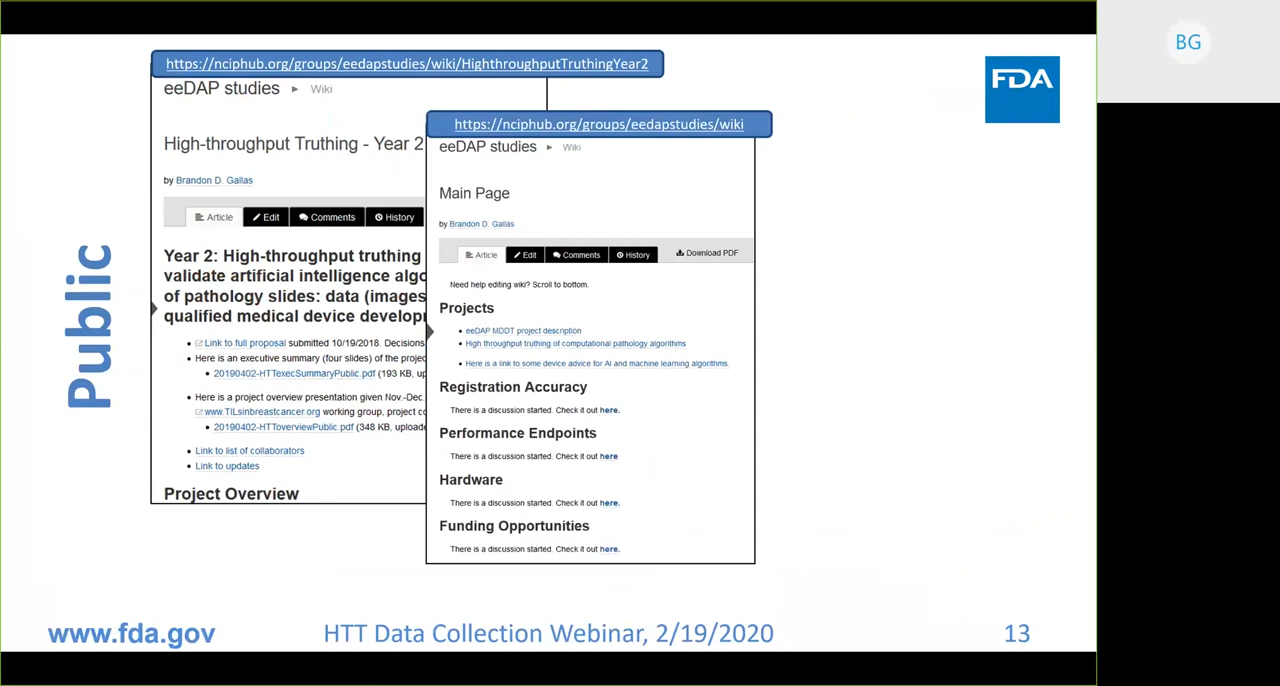 https://nciphub.org/groups/eedapstudies/wiki/HighthroughputTruthingYear2
eeDAP studies ► Wiki
High-throughput Truthing - Year 2
by Brandon D. Gallas
Article Edit Comments History
Year 2: High-throughput truthing
validate artificial intelligence algo
of pathology slides: data (images
qualified medical device develop
Link to full proposal submitted 10/19/2018. Decisions
Here is an executive summary (four slides) of the projec
20190402-HTTexecSummaryPublic.pdf (193 KB, up
Here is a project overview presentation given Nov.-Dec.
www.TILsinbreastcancer.org working group, project co
20190402-HTToverviewPublic.pdf (348 KB, uploade
Link to list of collaborators
Link to updates
Project Overview
https://nciphub.org/groups/eedapstudies/wiki
eeDAP studies ► Wiki
Main Page
by Brandon D. Gallas
Article Edit Comments History Download PDF
Need help editing wiki? Scroll to bottom.
Projects
eeDAP MDDT project description
High throughput truthing of computational pathology algorithms
Here is a link to some device advice for AI and machine learning algorithms.
Registration Accuracy
There is a discussion started. Check it out here.
Performance Endpoints
There is a discussion started. Check it out here
Hardware
There is a discussion started. Check it out here.
Funding Opportunities
There is a discussion started. Check it out here.
Public
FDA
BG
www.fda.gov
HTT Data Collection Webinar, 2/19/2020
13